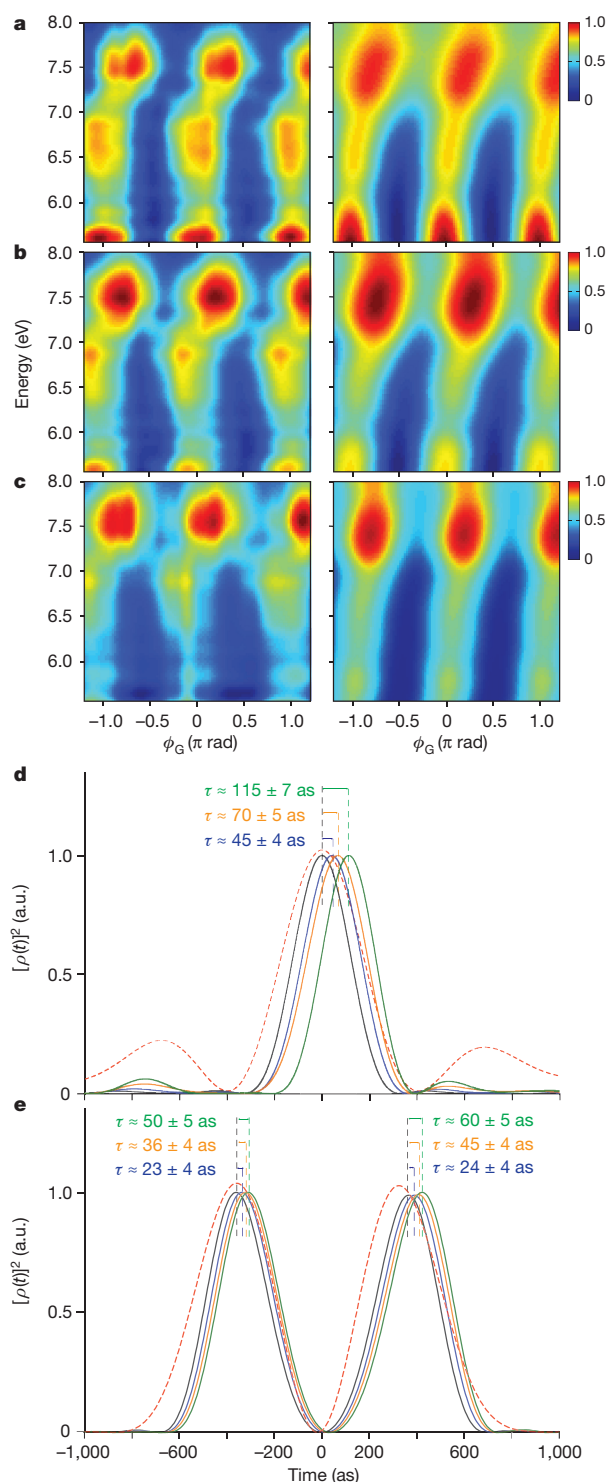 a
8.0
7.5
7.0
6.5
6.0
1.0
0.5
0
b
8.0
7.5
7.0
6.5
6.0
Energy (eV)
1.0
0.5
0
c
8.0
7.5
7.0
6.5
6.0
1.0
0.5
0
−1.0 −0.5 0 0.5 1.0
−1.0 −0.5 0 0.5 1.0
ϕG (π rad)
ϕG (π rad)
d
τ ≈ 115 ± 7 as
τ ≈ 70 ± 5 as
τ ≈ 45 ± 4 as
1.0
0.5
0
[ρ(t)]² (a.u.)
e
τ ≈ 50 ± 5 as
τ ≈ 36 ± 4 as
τ ≈ 23 ± 4 as
τ ≈ 60 ± 5 as
τ ≈ 45 ± 4 as
τ ≈ 24 ± 4 as
1.0
0.5
0
[ρ(t)]² (a.u.)
−1,000 −600 −200 0 200 600 1,000
Time (as)